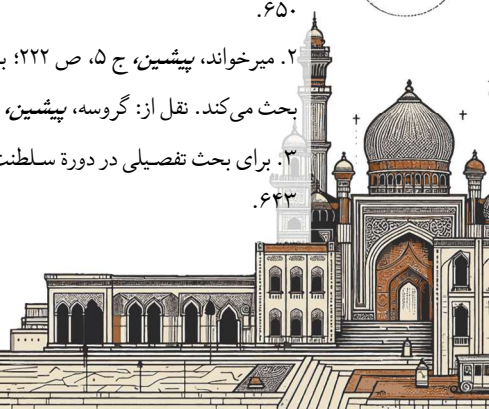 ۶۵۰.
۲. میرخواند، پیشین، ج ۵، ص ۲۲۲؛
بحث می‌کند. نقل از: گروسه، پیشین،
۳. برای بحث تفصیلی در دورة سلطنت
۶۴۳.